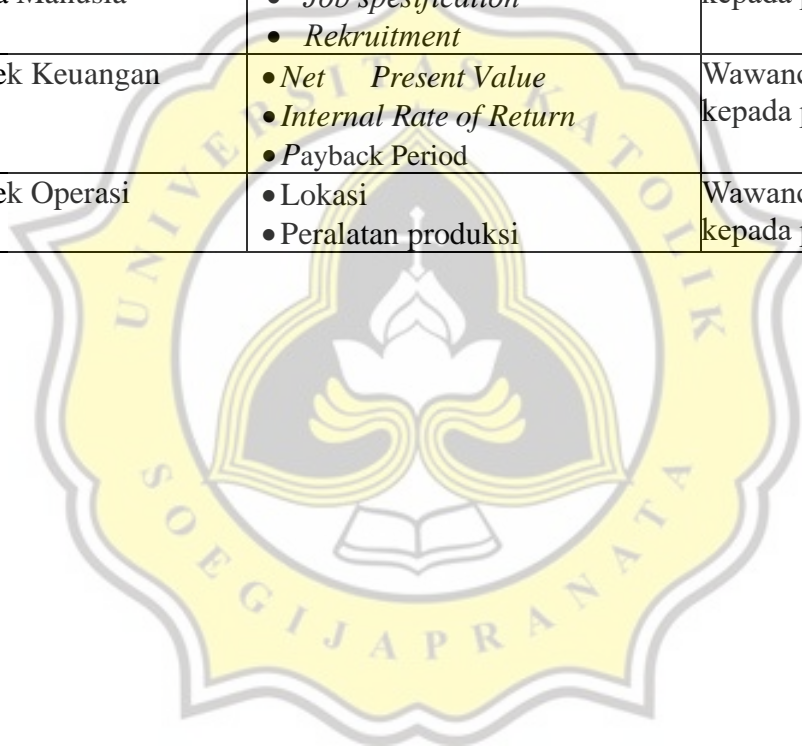 Manusia
• Job spesification
kepada
• Rekruitment
ek Keuangan
• Net Present Value
• Internal Rate of Return
• Payback Period
Wawanc
kepada p
ek Operasi
• Lokasi
• Peralatan produksi
Wawanc
kepada p
UNIVERSITAS KATOLIK
SOEGIJAPRANATA